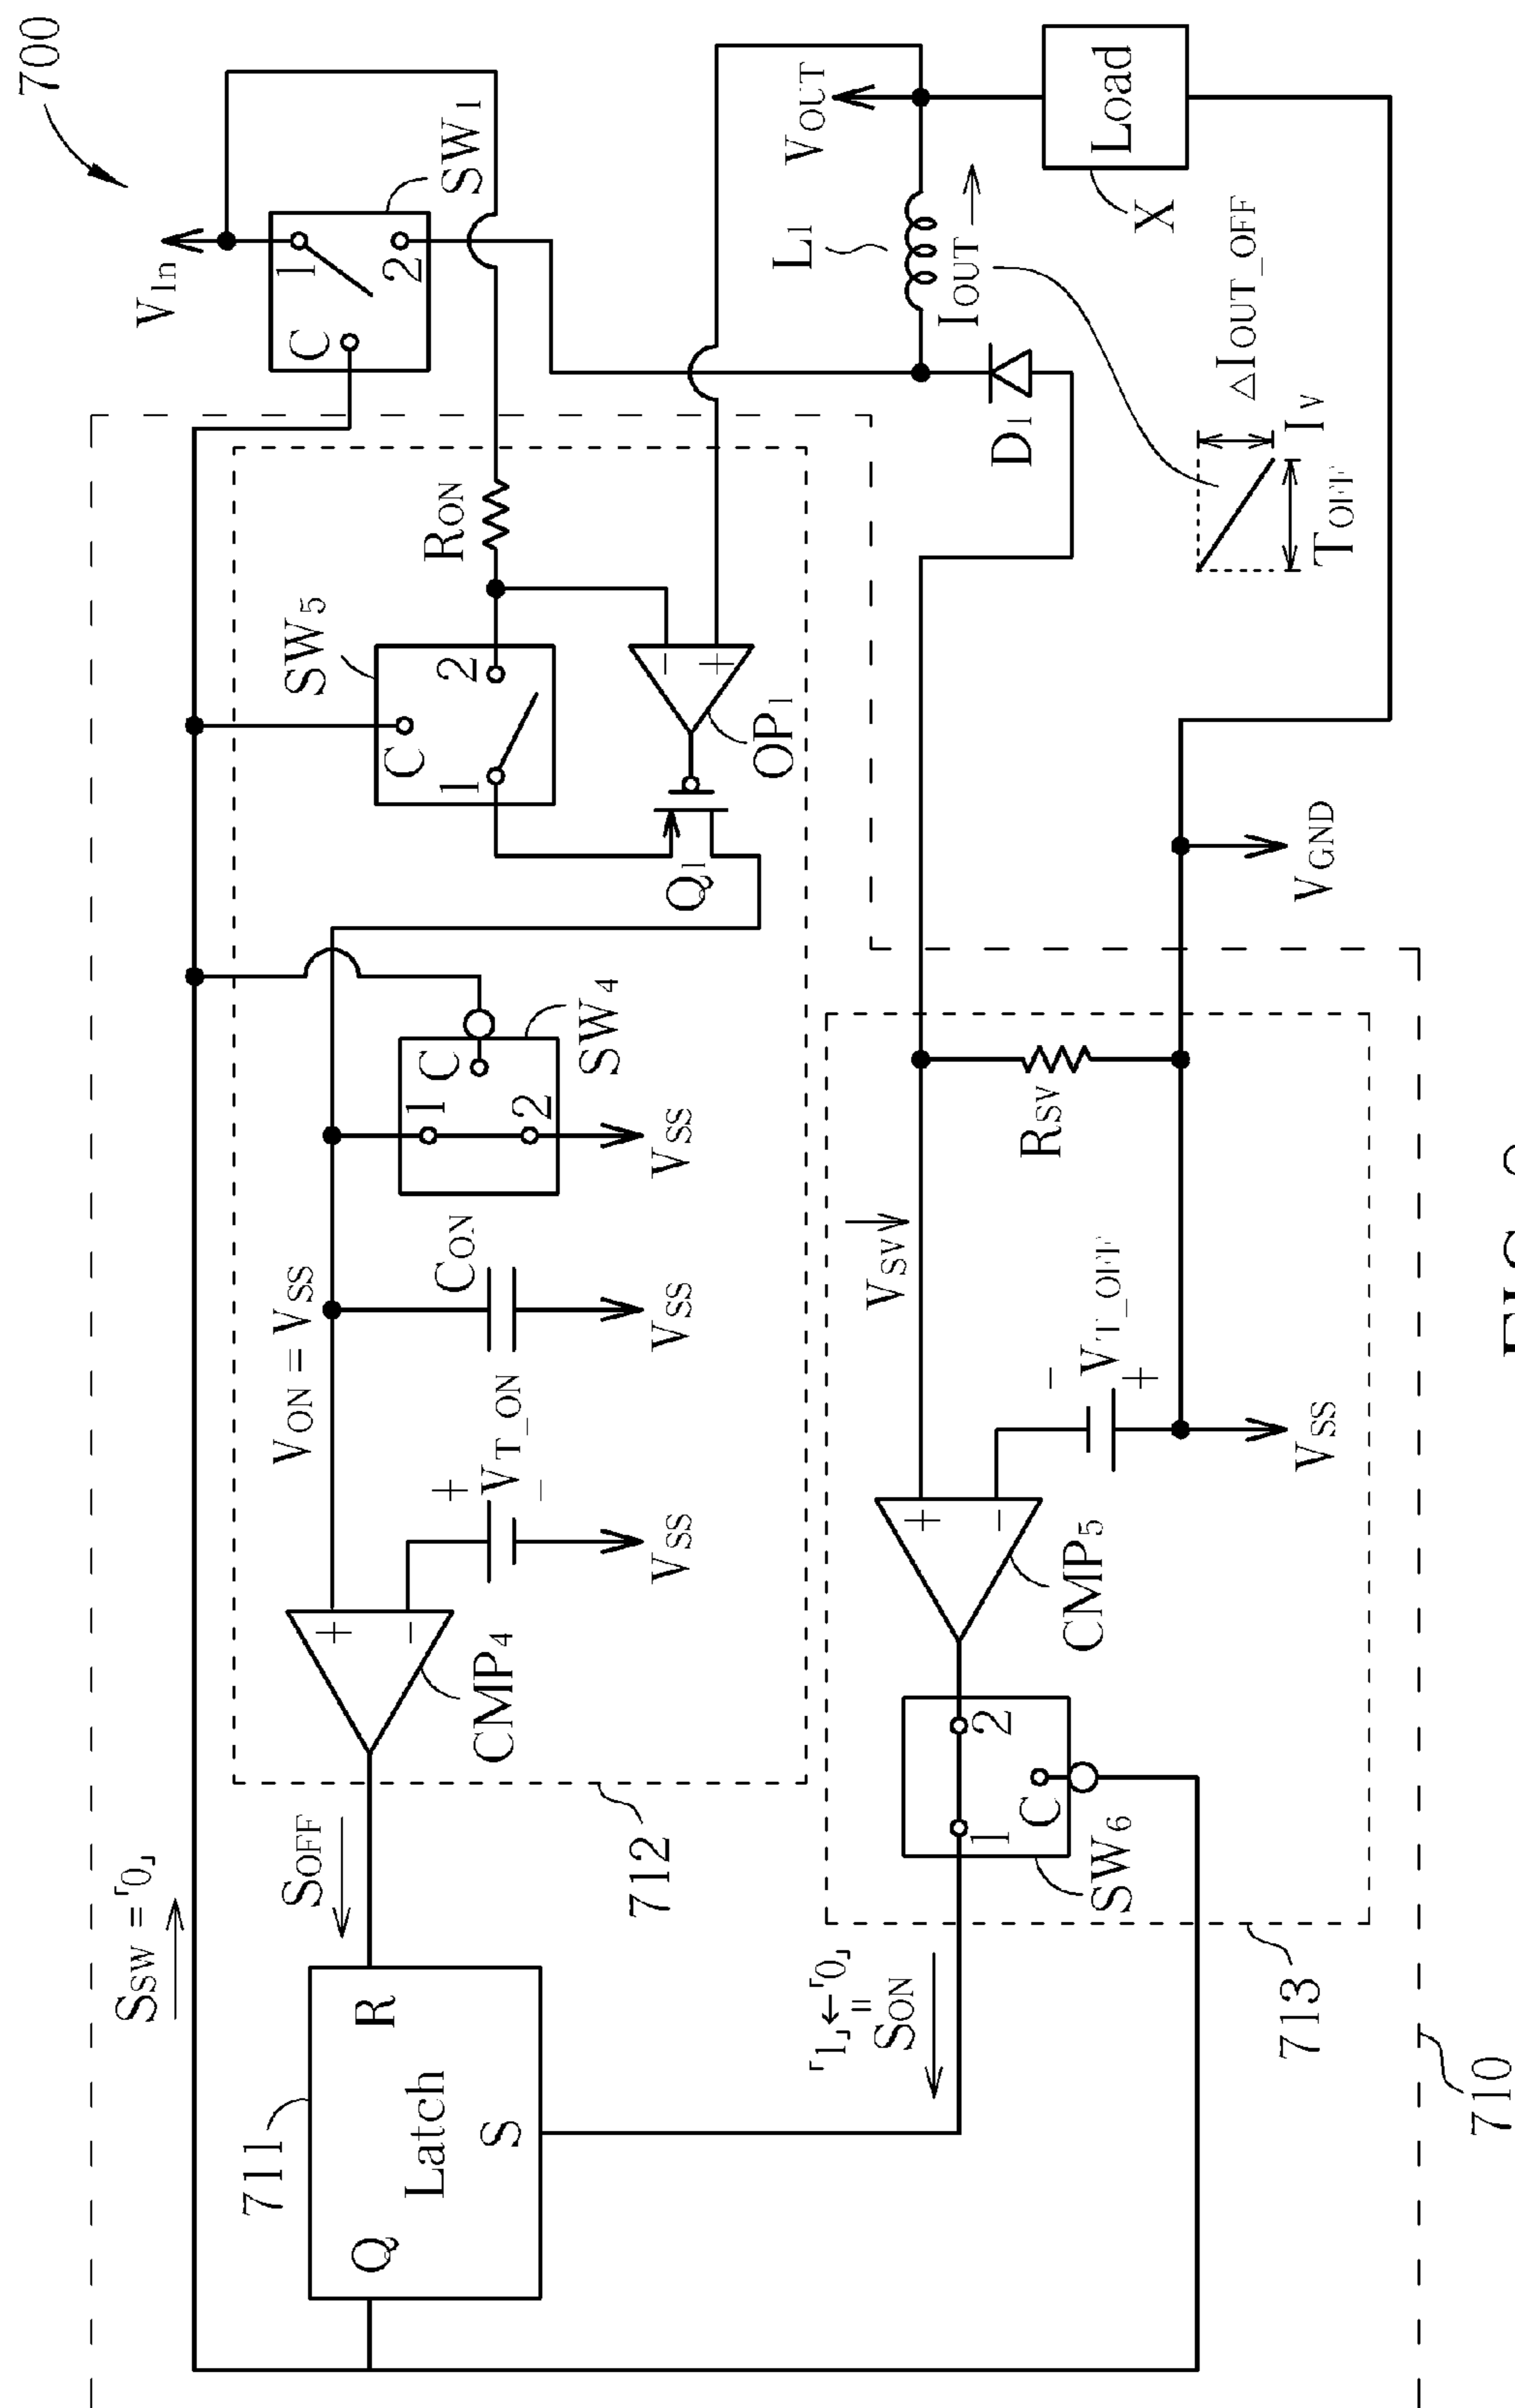 700
VIn
1
2
C
SW1
SSW =「0」
SW5
C
2
1
RON
−
+
OP1
Q1
VOUT
L1
IOUT
Load
X
D1
△IOUT_OFF
IV
TOFF
VGND
C
1
2
SW4
VSS
VON = VSS
CON
VSS
+
VT_ON
−
VSS
+
−
CMP4
SOFF
712
711
Q
Latch
R
S
VSV
RSV
−
VT_OFF
+
VSS
+
−
CMP5
2
1
C
SW6
「1」←「0」
=
SON
713
710